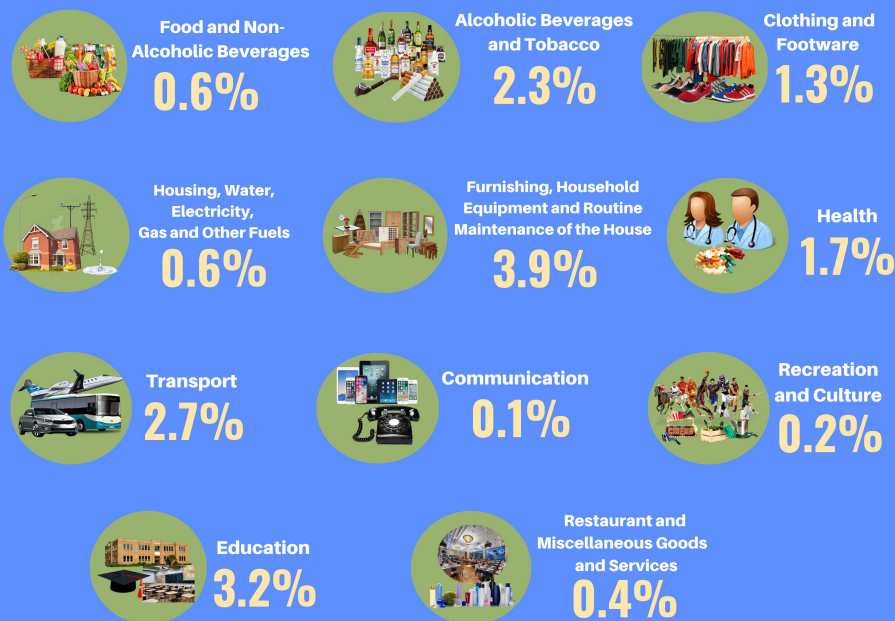 Food and Non-
Alcoholic Beverages
0.6%
Alcoholic Beverages
and Tobacco
2.3%
Clothing and
Footware
1.3%
Housing, Water,
Electricity,
Gas and Other Fuels
0.6%
Furnishing, Household
Equipment and Routine
Maintenance of the House
3.9%
Health
1.7%
Transport
2.7%
Communication
0.1%
Recreation
and Culture
0.2%
Education
3.2%
Restaurant and
Miscellaneous Goods
and Services
0.4%